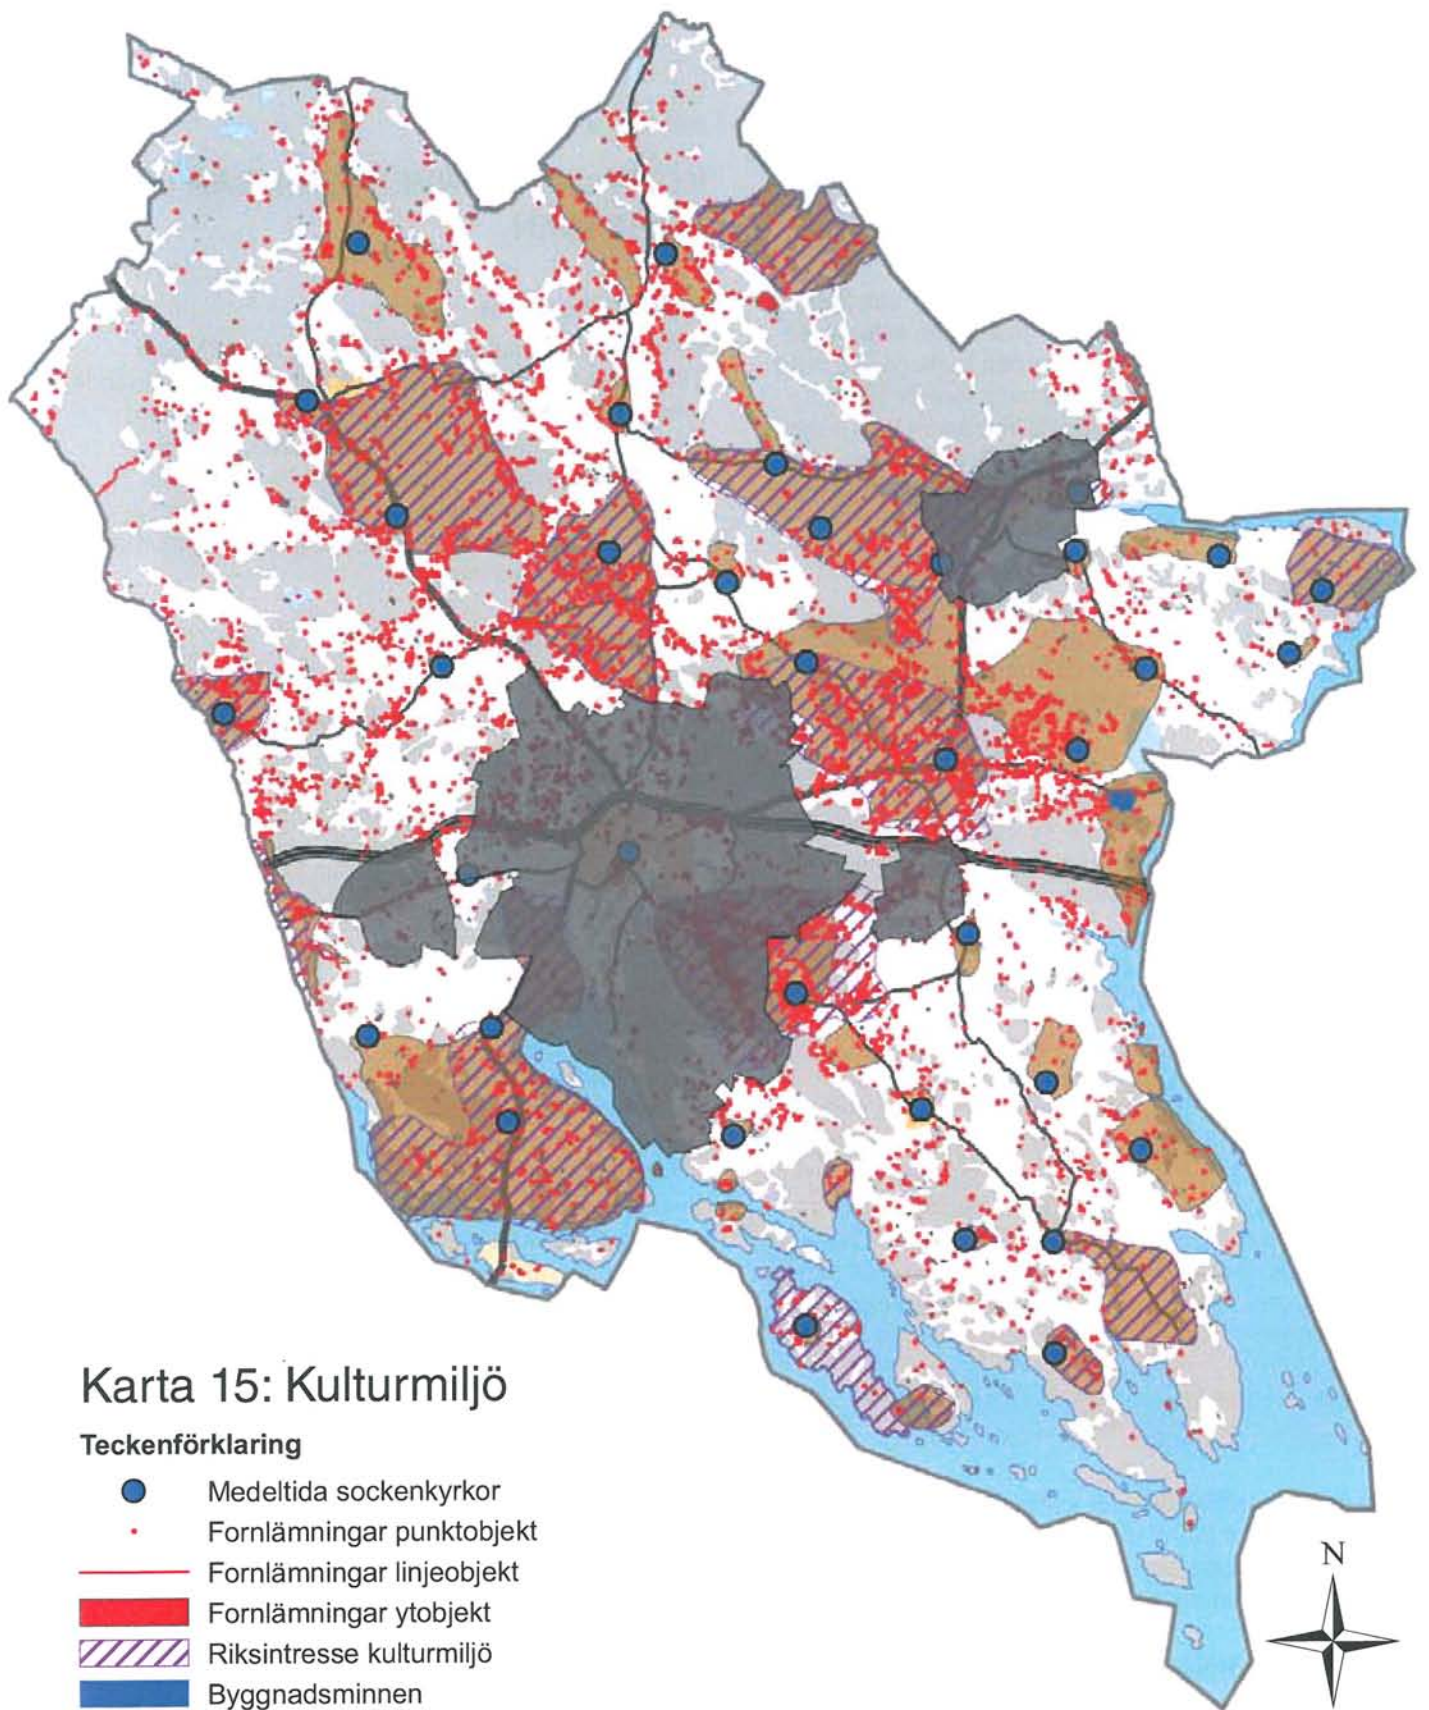 Karta 15: Kulturmiljö
Teckenförklaring
Medeltida sockenkyrkor
Fornlämningar punktobjekt
Fornlämningar linjeobjekt
Fornlämningar ytobjekt
Riksintresse kulturmiljö
Byggnadsminnen
N